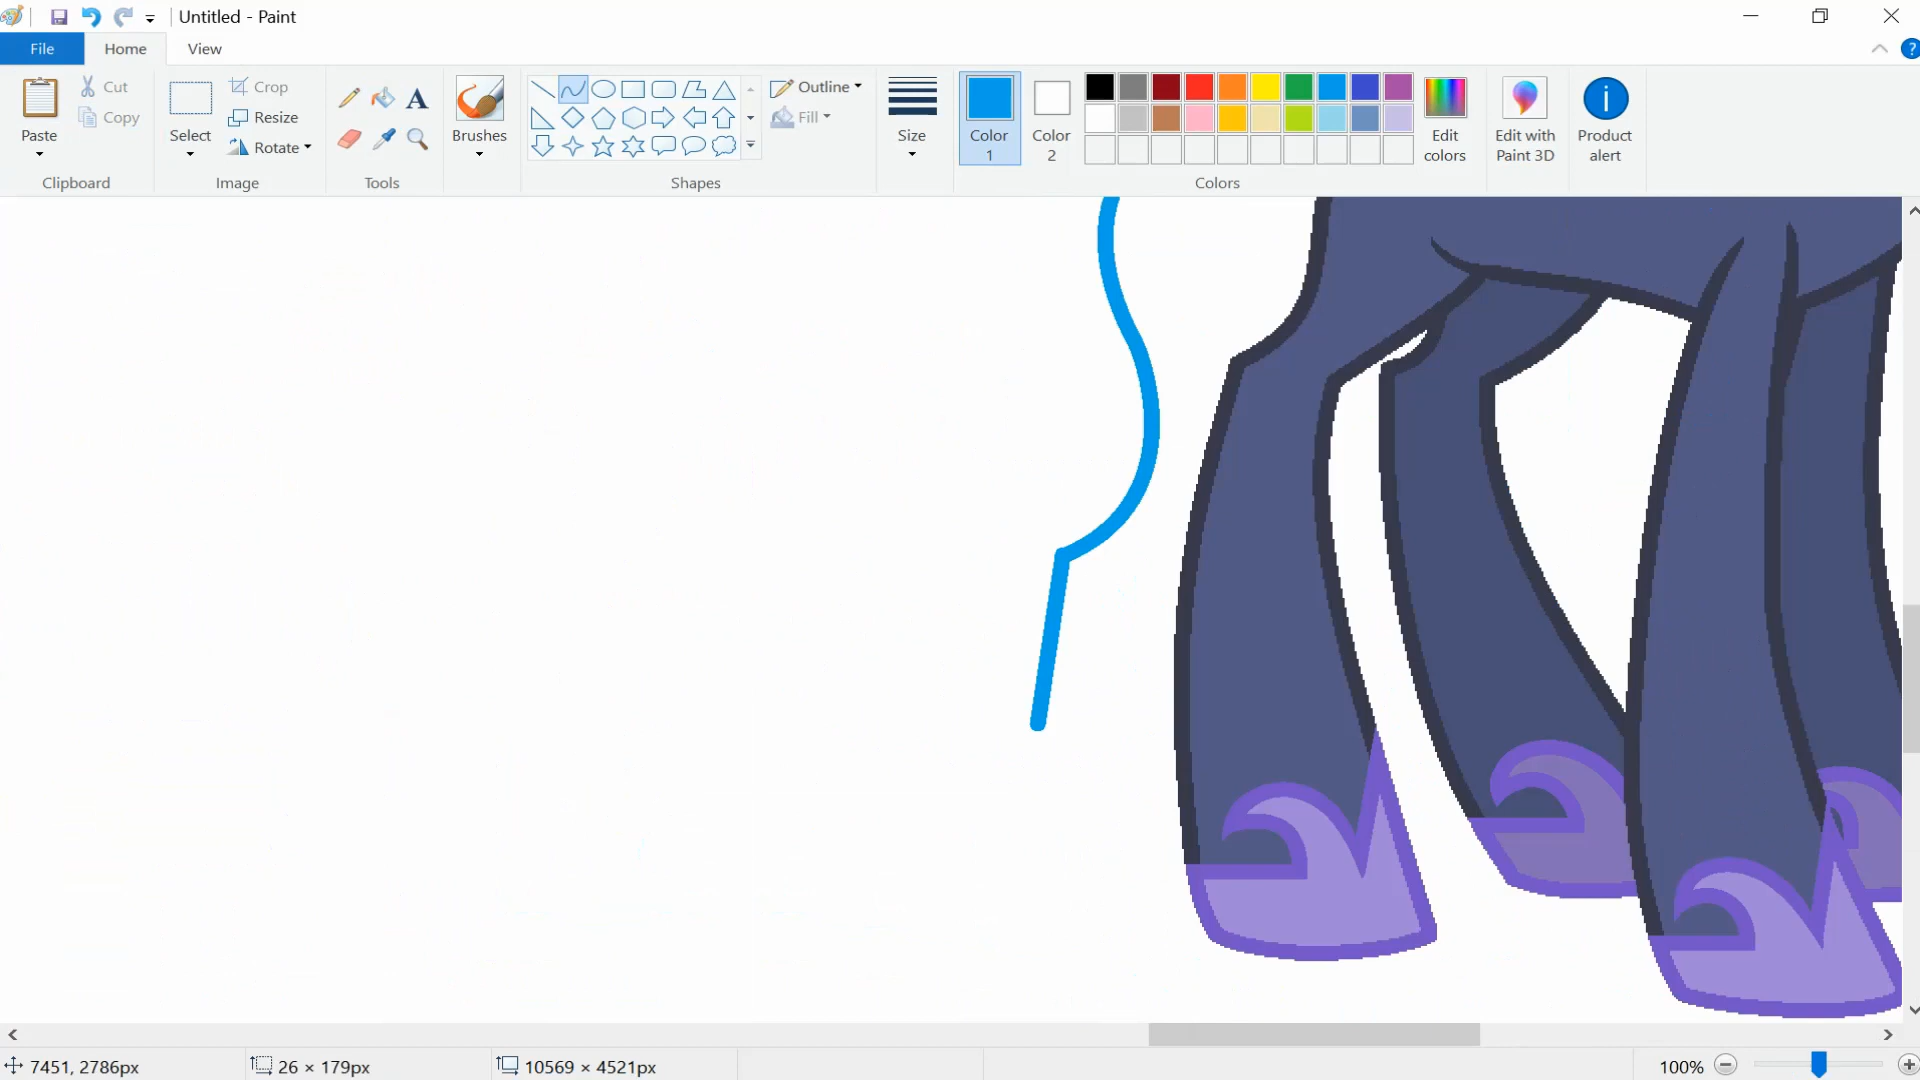 Untitled - Paint
File Home View
Paste Cut Copy Clipboard
Select Crop Resize Rotate Image
A
Tools
Brushes
Shapes
Outline
Fill
Size
Color 1
Color 2
Colors
Edit colors
Edit with Paint 3D
Product alert
?
7451, 2786px 26 × 179px 10569 × 4521px 100%